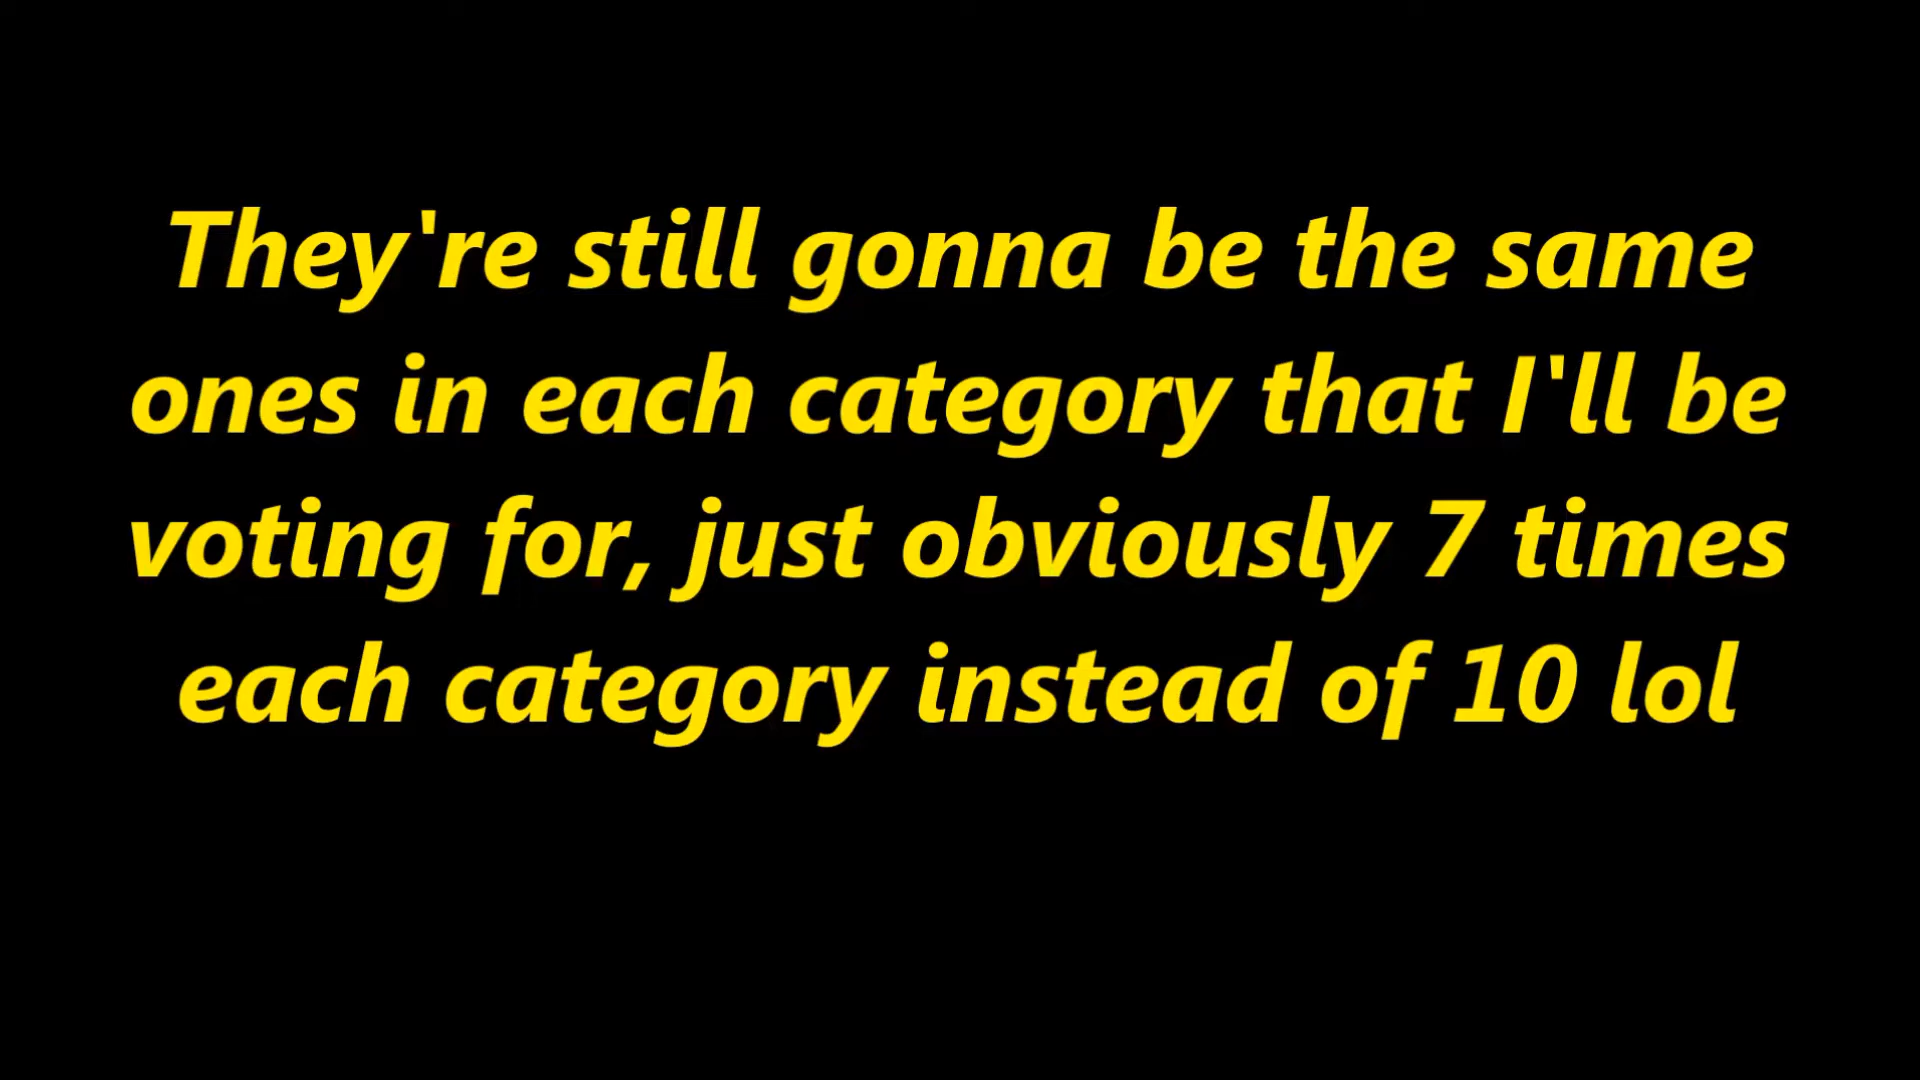 They're still gonna be the same
ones in each category that I'll be
voting for, just obviously 7 times
each category instead of 10 lol